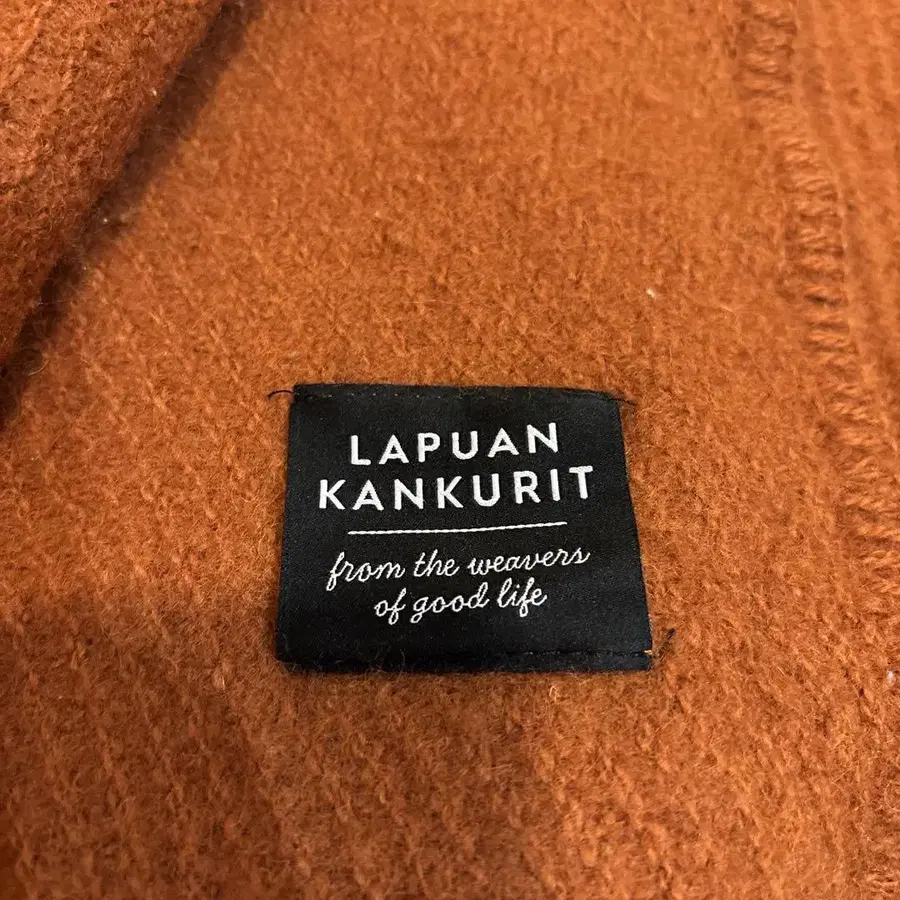 LAPUAN
KANKURIT
from the weavers
of good life